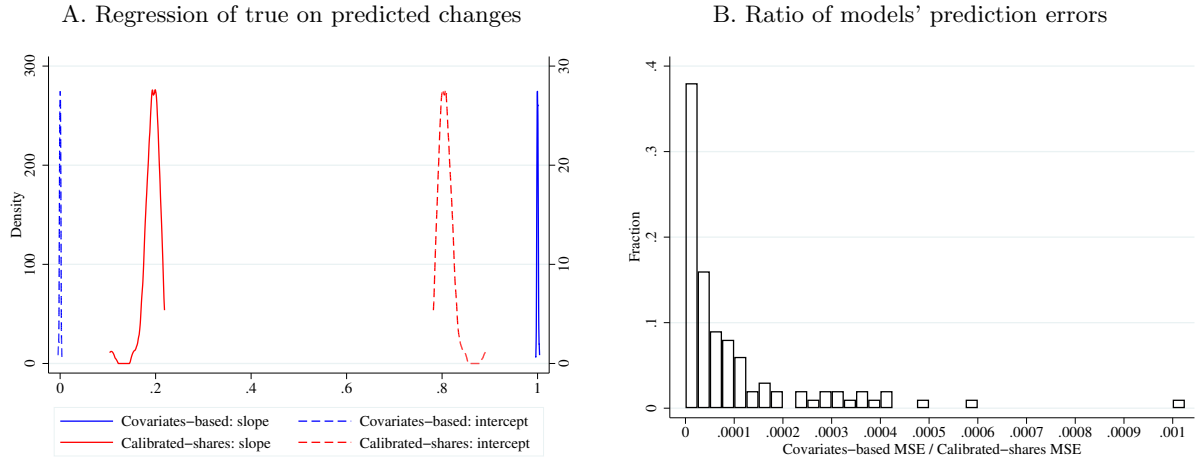 A. Regression of true on predicted changes
300
200
100
0
Density
30
20
10
0
0 .2 .4 .6 .8 1
Covariates−based: slope Covariates−based: intercept
Calibrated−shares: slope Calibrated−shares: intercept
B. Ratio of models’ prediction errors
.4
.3
.2
.1
0
Fraction
0 .0001 .0002 .0003 .0004 .0005 .0006 .0007 .0008 .0009 .001
Covariates−based MSE / Calibrated−shares MSE